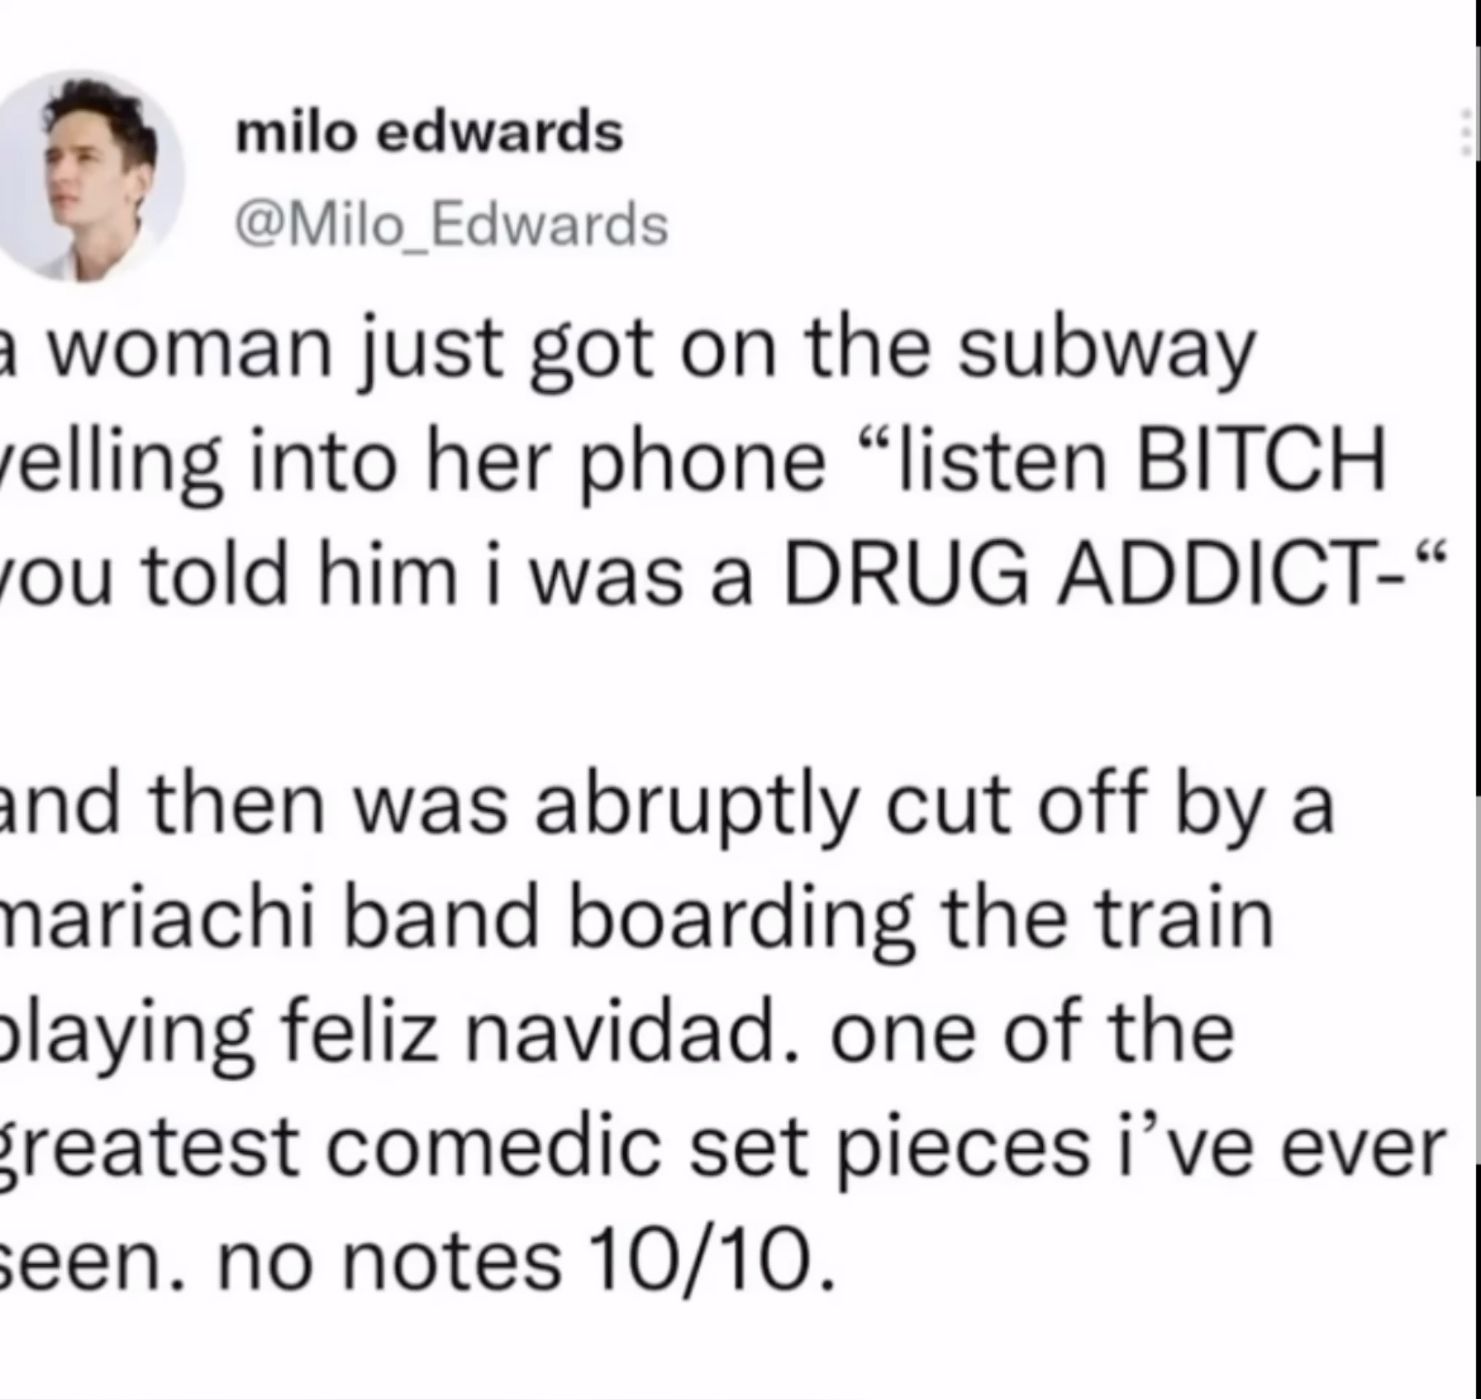 milo edwards
@Milo_Edwards
a woman just got on the subway
yelling into her phone “listen BITCH
you told him i was a DRUG ADDICT-“
and then was abruptly cut off by a
mariachi band boarding the train
playing feliz navidad. one of the
greatest comedic set pieces i’ve ever
seen. no notes 10/10.